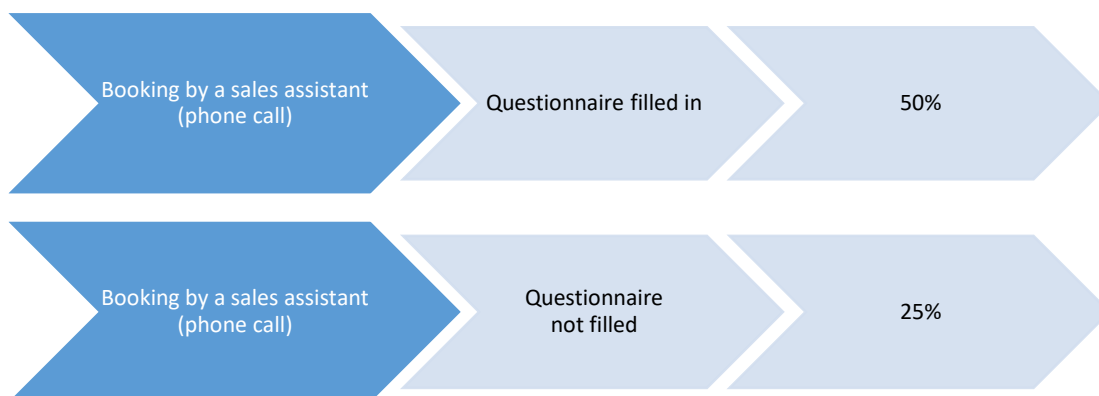 Booking by a sales assistant
(phone call)
Questionnaire filled in
50%
Booking by a sales assistant
(phone call)
Questionnaire
not filled
25%